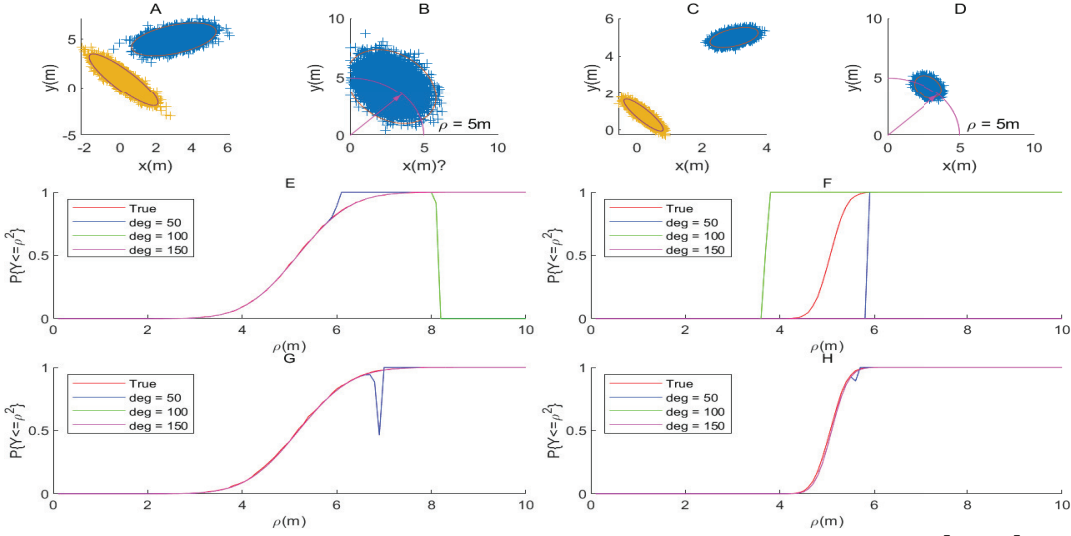 A
B
C
D
y(m)
5
0
-5
-2
0
2
4
6
x(m)
y(m)
10
5
0
0
5
10
ρ = 5m
x(m)?
y(m)
6
4
2
0
0
2
4
x(m)
y(m)
10
5
0
0
5
10
ρ = 5m
x(m)
E
P{Y<=ρ²}
1
0.5
0
True
deg = 50
deg = 100
deg = 150
0
2
4
6
8
10
ρ(m)
F
P{Y<=ρ²}
1
0.5
0
True
deg = 50
deg = 100
deg = 150
0
2
4
6
8
10
ρ(m)
G
P{Y<=ρ²}
1
0.5
0
True
deg = 50
deg = 100
deg = 150
0
2
4
6
8
10
ρ(m)
H
P{Y<=ρ²}
1
0.5
0
True
deg = 50
deg = 100
deg = 150
0
2
4
6
8
10
ρ(m)